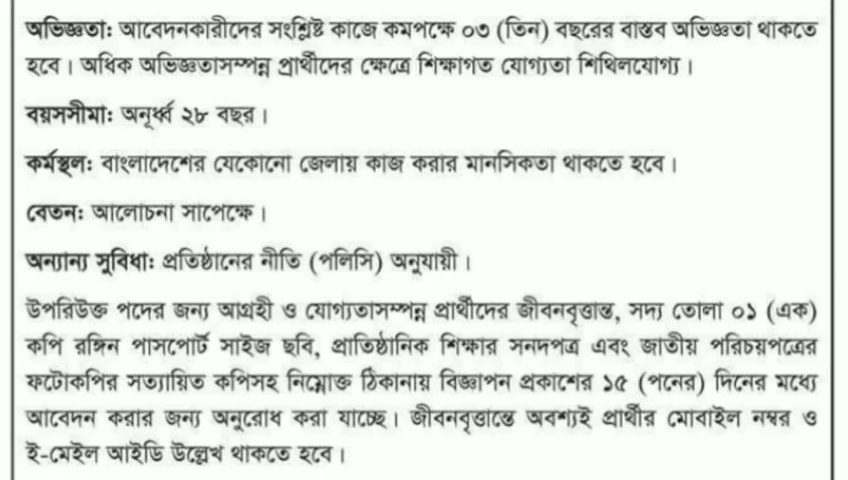 অভিজ্ঞতা: আবেদনকারীদের সংশ্লিষ্ট কাজে কমপক্ষে ০৩ (তিন) বছরের বাস্তব অভিজ্ঞতা থাকতে
হবে। অধিক অভিজ্ঞতাসম্পন্ন প্রার্থীদের ক্ষেত্রে শিক্ষাগত যোগ্যতা শিথিলযোগ্য।
বয়সসীমা: অনূর্ধ্ব ২৮ বছর।
কর্মস্থল: বাংলাদেশের যেকোনো জেলায় কাজ করার মানসিকতা থাকতে হবে।
বেতন: আলোচনা সাপেক্ষে।
অন্যান্য সুবিধা: প্রতিষ্ঠানের নীতি (পলিসি) অনুযায়ী।
উপরিউক্ত পদের জন্য আগ্রহী ও যোগ্যতাসম্পন্ন প্রার্থীদের জীবনবৃত্তান্ত, সদ্য তোলা ০১ (এক)
কপি রঙ্গিন পাসপোর্ট সাইজ ছবি, প্রাতিষ্ঠানিক শিক্ষার সনদপত্র এবং জাতীয় পরিচয়পত্রের
ফটোকপির সত্যায়িত কপিসহ নিম্নোক্ত ঠিকানায় বিজ্ঞাপন প্রকাশের ১৫ (পনের) দিনের মধ্যে
আবেদন করার জন্য অনুরোধ করা যাচ্ছে। জীবনবৃত্তান্তে অবশ্যই প্রার্থীর মোবাইল নম্বর ও
ই-মেইল আইডি উল্লেখ থাকতে হবে।